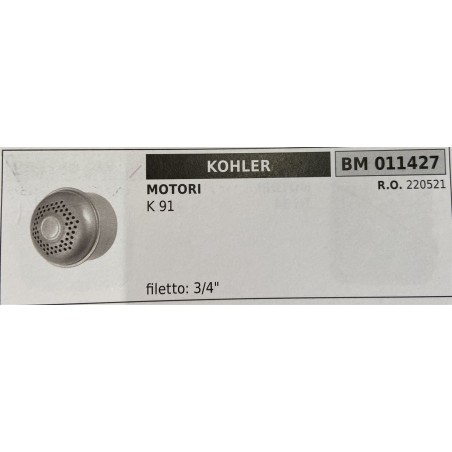 KOHLER
BM 011427
MOTORI
R.O. 220521
K 91
filetto: 3/4"